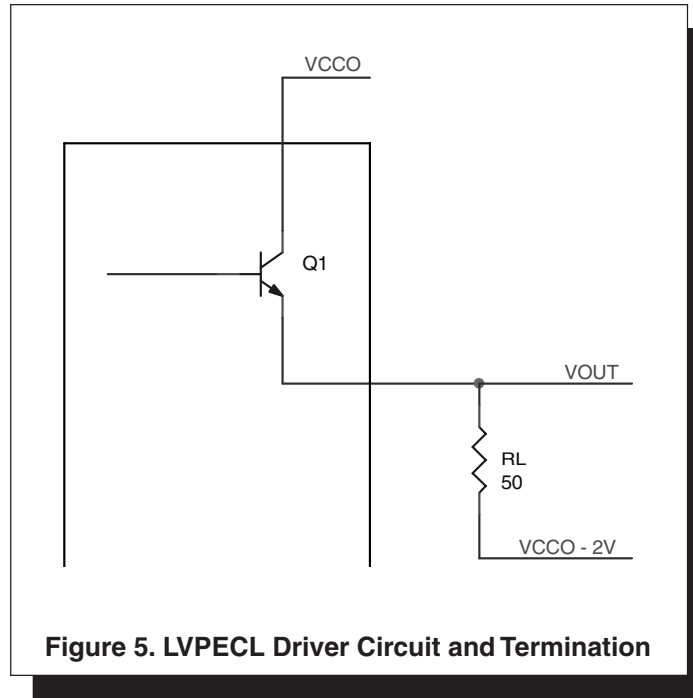 VCCO
Q1
VOUT
RL
50
VCCO - 2V
Figure 5. LVPECL Driver Circuit and Termination